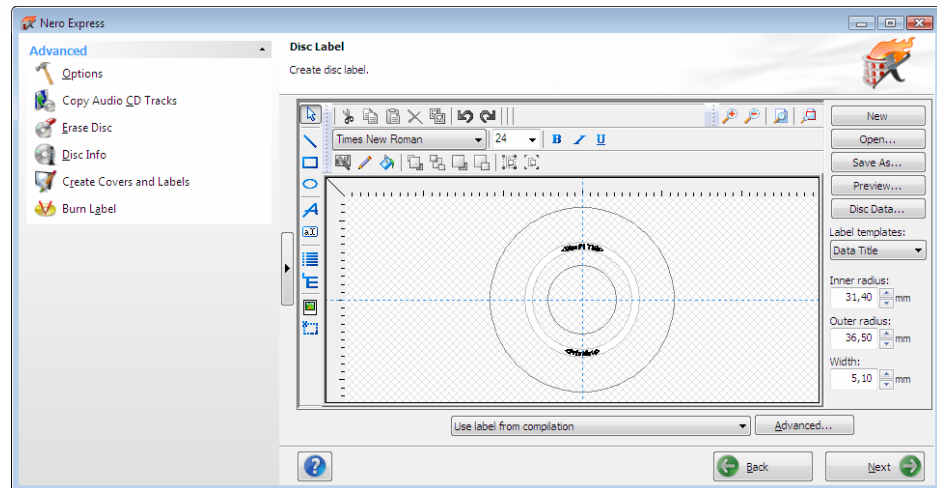 Nero Express
Advanced
Options
Copy Audio CD Tracks
Erase Disc
Disc Info
Create Covers and Labels
Burn Label
Disc Label
Create disc label.
Times New Roman
24
B I U
New
Open...
Save As...
Preview...
Disc Data...
Label templates:
Data Title
Inner radius:
31,40 mm
Outer radius:
36,50 mm
Width:
5,10 mm
Use label from compilation
Advanced...
Back
Next